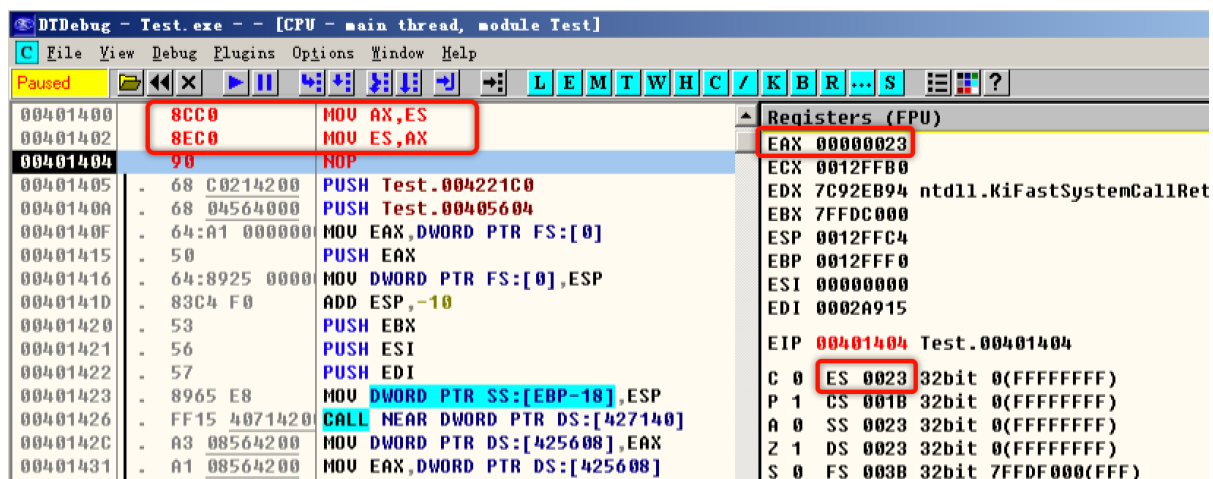 DTDebug - Test.exe - - [CPU - main thread, module Test]
C File View Debug Plugins Options Window Help
Paused L E M T W H C / K B R ... S ?
00401400 8CC0 MOV AX,ES
00401402 8EC0 MOV ES,AX
00401404 90 NOP
00401405 . 68 C0214200 PUSH Test.004221C0
0040140A . 68 04564000 PUSH Test.00405604
0040140F . 64:A1 0000000 MOV EAX,DWORD PTR FS:[0]
00401415 . 50 PUSH EAX
00401416 . 64:8925 0000 MOV DWORD PTR FS:[0],ESP
0040141D . 83C4 F0 ADD ESP,-10
00401420 . 53 PUSH EBX
00401421 . 56 PUSH ESI
00401422 . 57 PUSH EDI
00401423 . 8965 E8 MOV DWORD PTR SS:[EBP-18],ESP
00401426 . FF15 40714200 CALL NEAR DWORD PTR DS:[427140]
0040142C . A3 08564200 MOV DWORD PTR DS:[425608],EAX
00401431 . A1 08564200 MOV EAX,DWORD PTR DS:[425608]
Registers (FPU)
EAX 00000023
ECX 0012FFB0
EDX 7C92EB94 ntdll.KiFastSystemCallRet
EBX 7FFDC000
ESP 0012FFC4
EBP 0012FFF0
ESI 00000000
EDI 0002A915
EIP 00401404 Test.00401404
C 0 ES 0023 32bit 0(FFFFFFFF)
P 1 CS 001B 32bit 0(FFFFFFFF)
A 0 SS 0023 32bit 0(FFFFFFFF)
Z 1 DS 0023 32bit 0(FFFFFFFF)
S 0 FS 003B 32bit 7FFDF000(FFF)